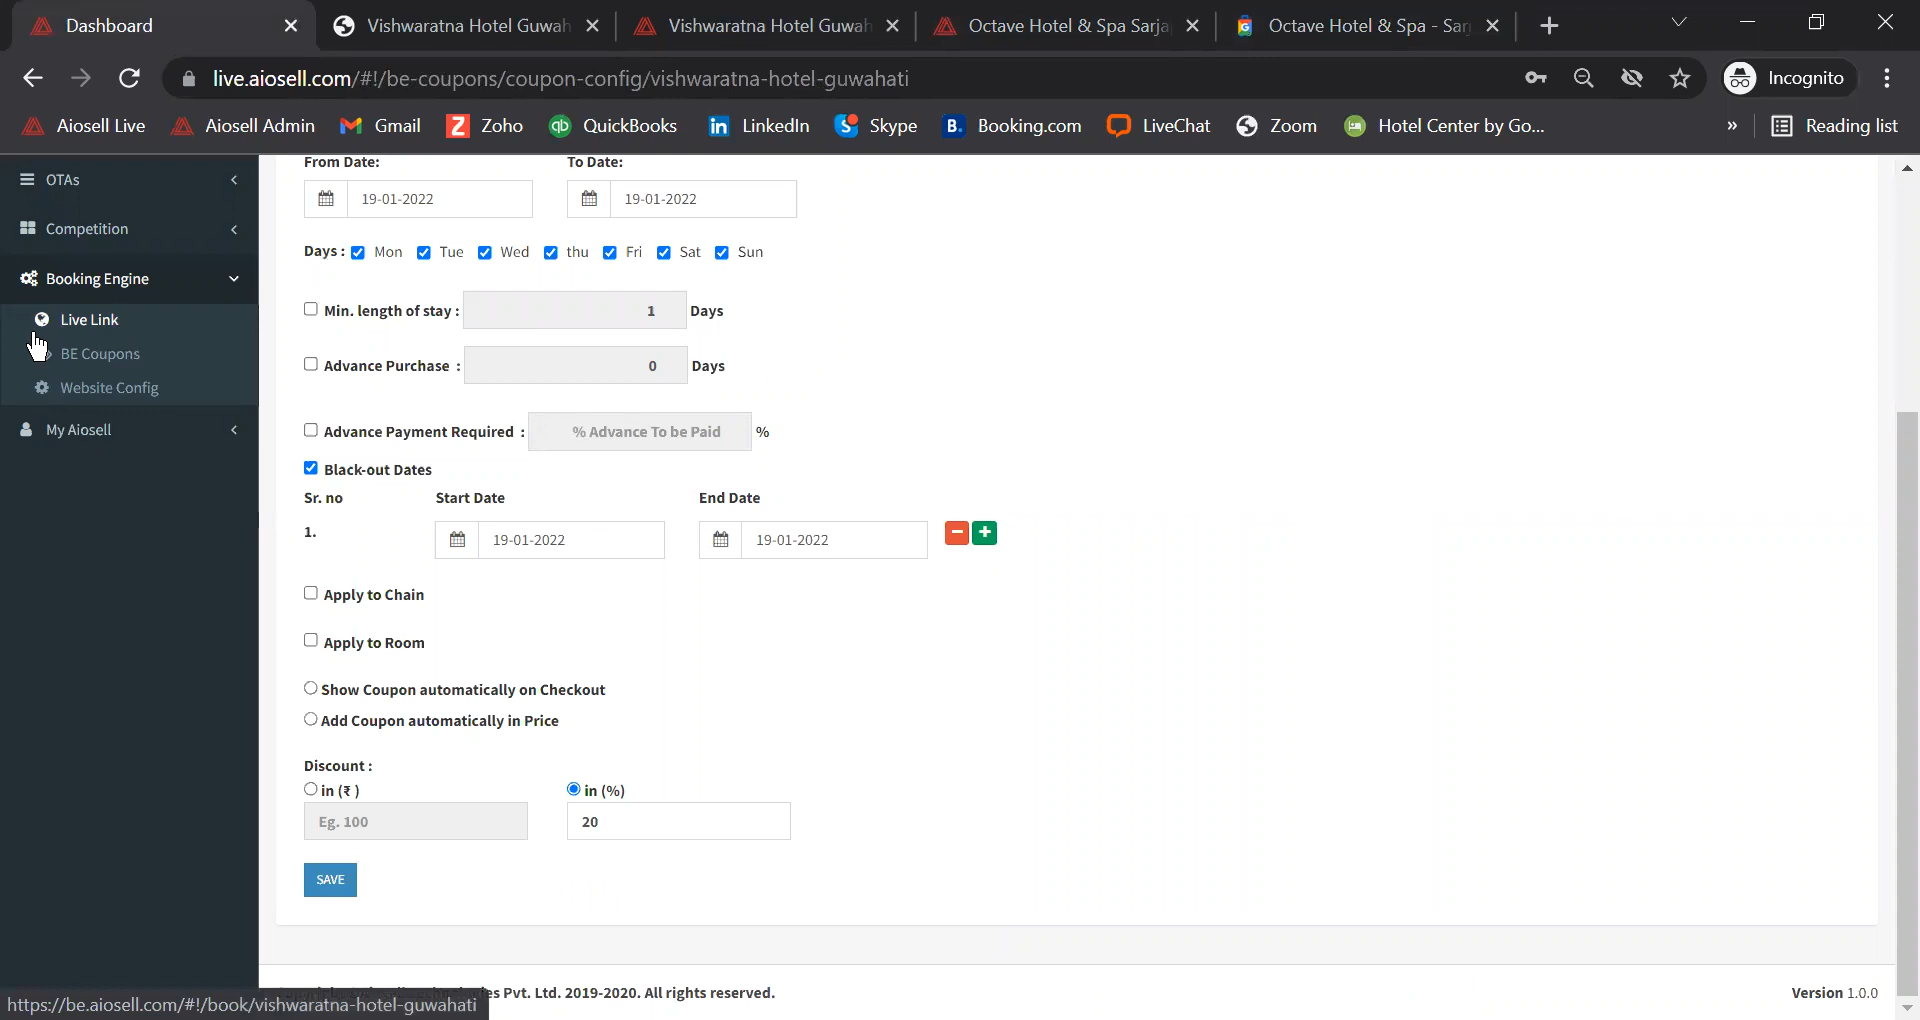 Dashboard
Vishwaratna Hotel Guwah
Vishwaratna Hotel Guwah
Octave Hotel & Spa Sarja
Octave Hotel & Spa - Sarj
live.aiosell.com/#!/be-coupons/coupon-config/vishwaratna-hotel-guwahati
Incognito
Aiosell Live
Aiosell Admin
Gmail
Zoho
QuickBooks
LinkedIn
Skype
Booking.com
LiveChat
Zoom
Hotel Center by Go...
»
Reading list
OTAs
Competition
Booking Engine
Live Link
BE Coupons
Website Config
My Aiosell
From Date: To Date:
19-01-2022 19-01-2022
Days : Mon Tue Wed thu Fri Sat Sun
Min. length of stay : 1 Days
Advance Purchase : 0 Days
Advance Payment Required : % Advance To be Paid %
Black-out Dates
Sr. no Start Date End Date
1. 19-01-2022 19-01-2022
Apply to Chain
Apply to Room
Show Coupon automatically on Checkout
Add Coupon automatically in Price
Discount :
in (₹ ) in (%)
Eg. 100 20
SAVE
Pvt. Ltd. 2019-2020. All rights reserved.
Version 1.0.0
https://be.aiosell.com/#!/book/vishwaratna-hotel-guwahati